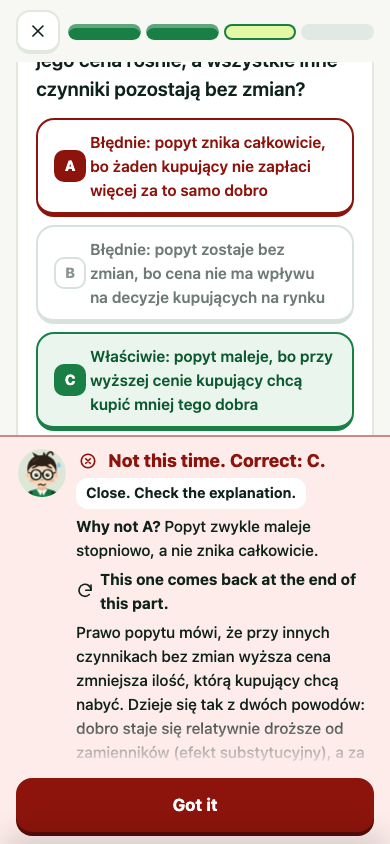 jego cena rośnie, a wszystkie inne
czynniki pozostają bez zmian?
A
Błędnie: popyt znika całkowicie,
bo żaden kupujący nie zapłaci
więcej za to samo dobro
B
Błędnie: popyt zostaje bez
zmian, bo cena nie ma wpływu
na decyzje kupujących na rynku
C
Właściwie: popyt maleje, bo przy
wyższej cenie kupujący chcą
kupić mniej tego dobra
Not this time. Correct: C.
Close. Check the explanation.
Why not A? Popyt zwykle maleje
stopniowo, a nie znika całkowicie.
This one comes back at the end of
this part.
Prawo popytu mówi, że przy innych
czynnikach bez zmian wyższa cena
zmniejsza ilość, którą kupujący chcą
nabyć. Dzieje się tak z dwóch powodów:
dobro staje się relatywnie droższe od
zamienników (efekt substytucyjny), a za
Got it